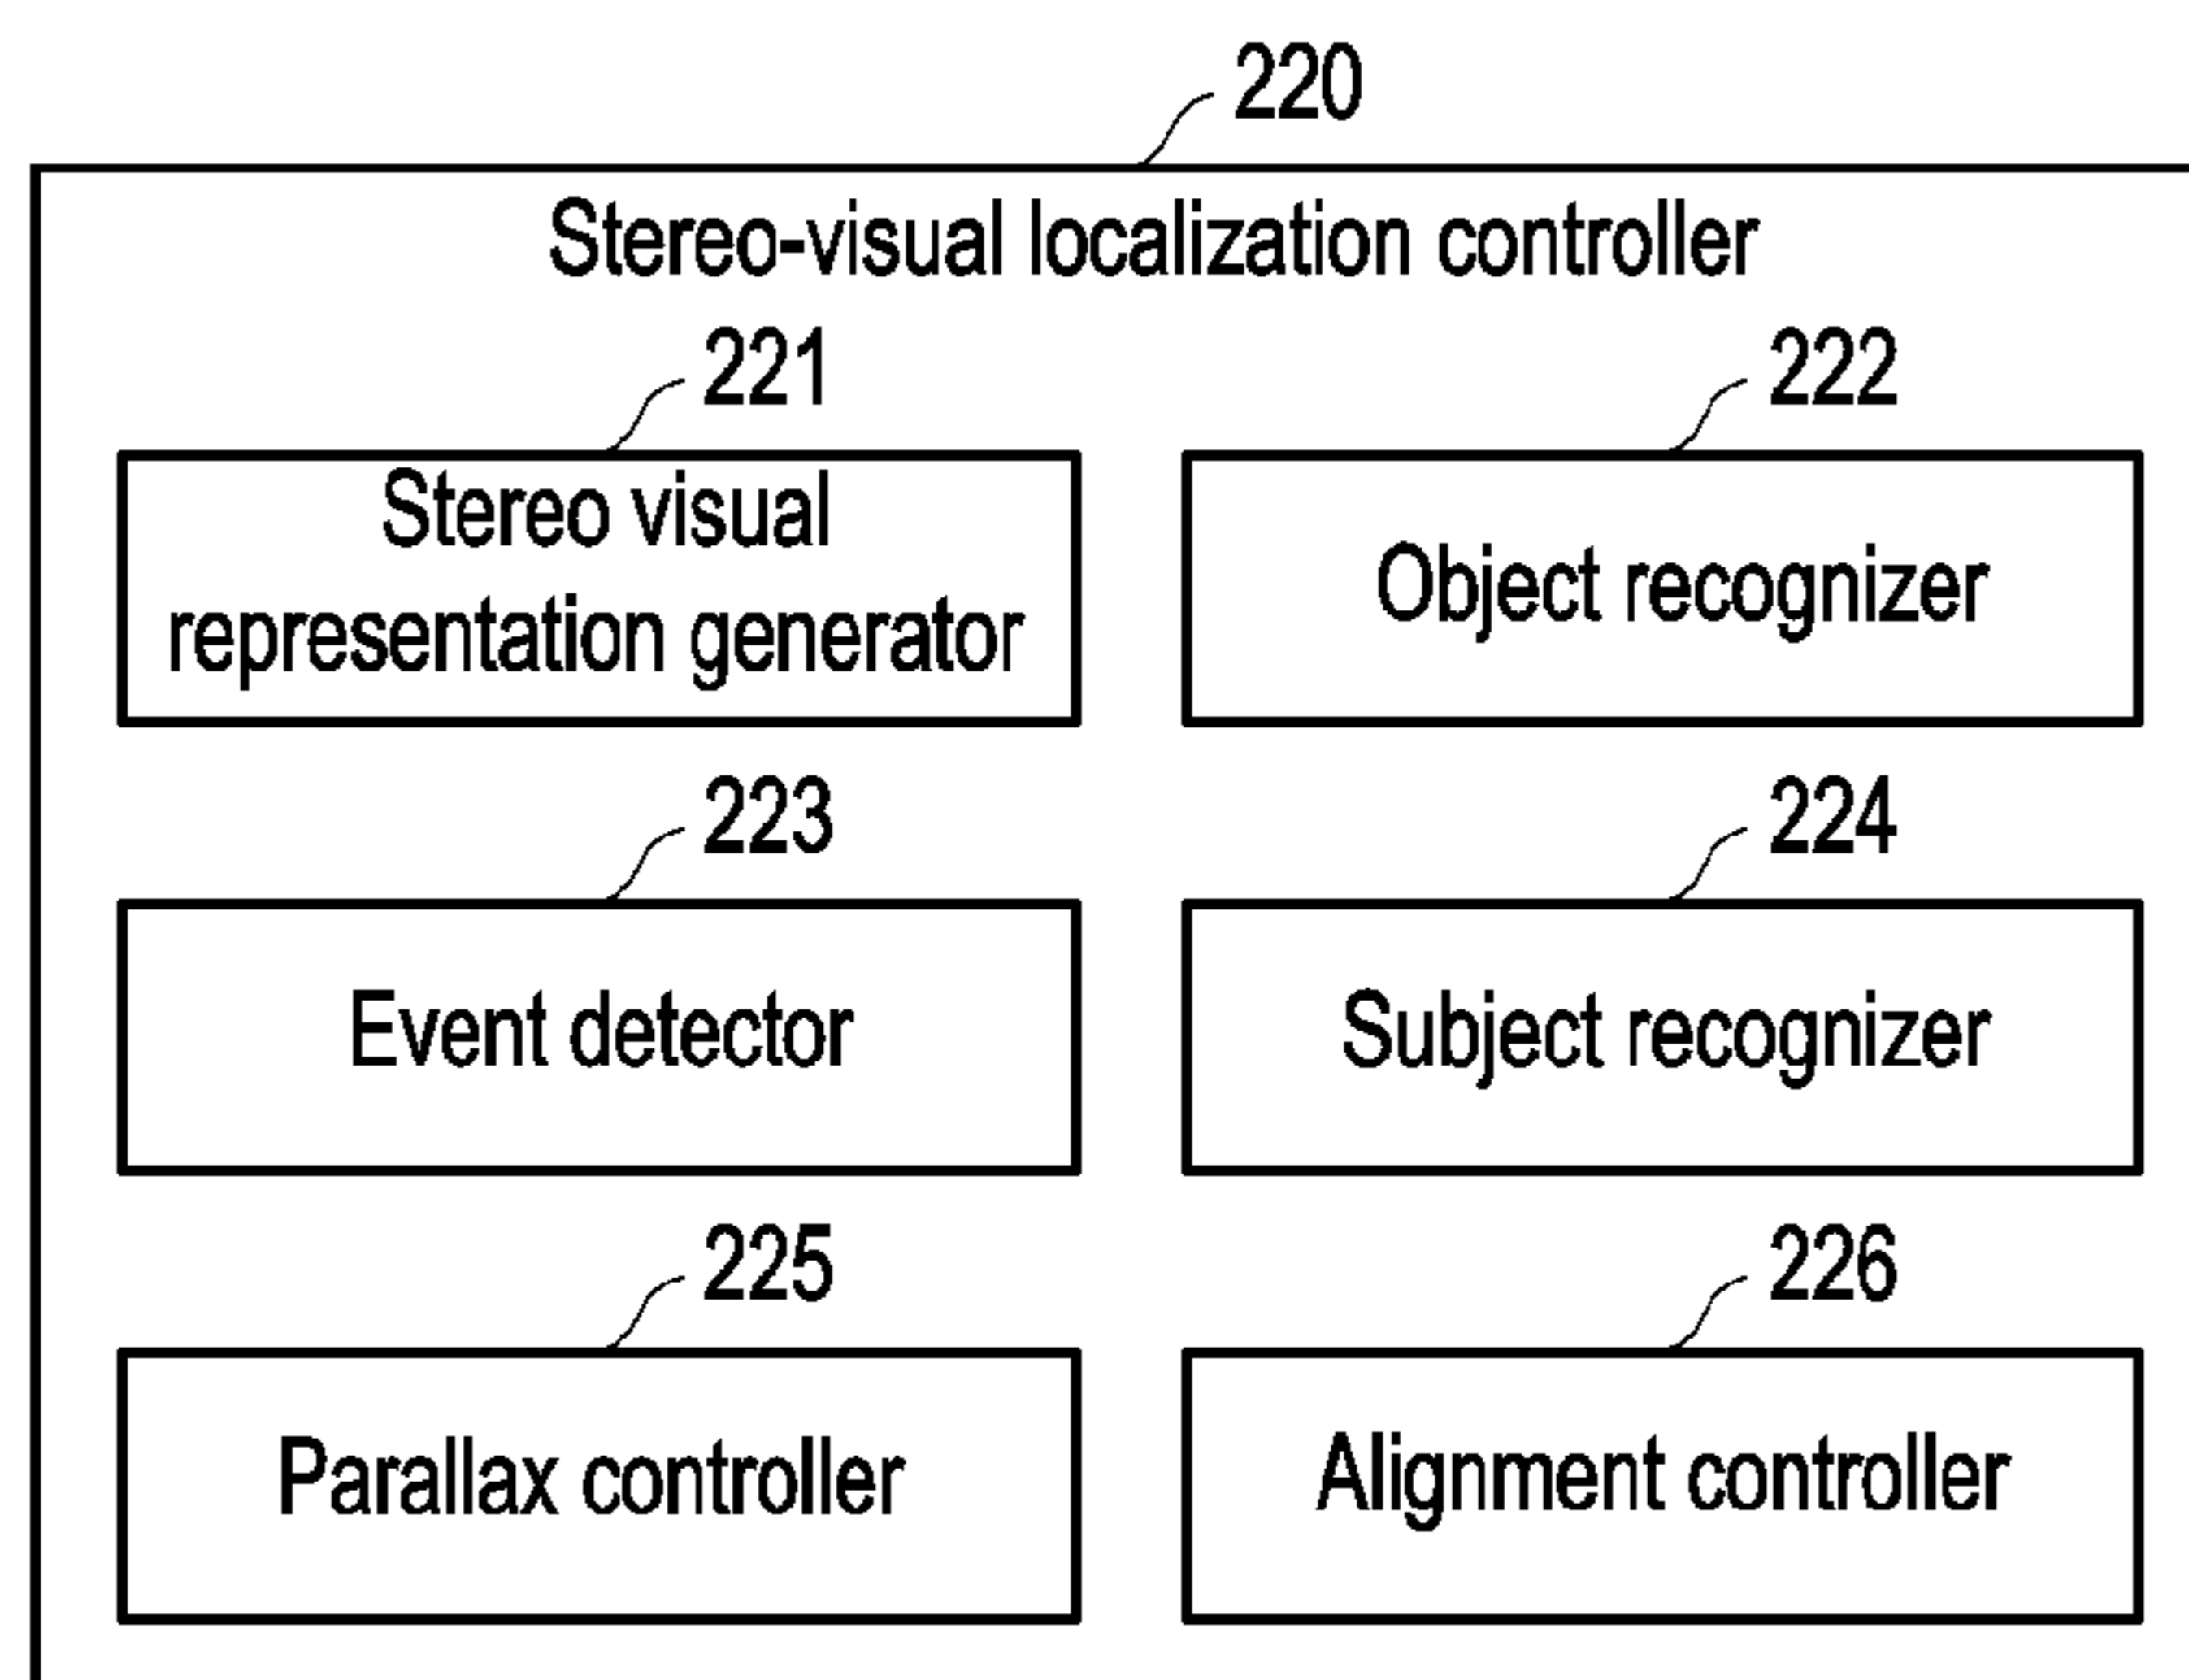 220
Stereo-visual localization controller
221
222
Stereo visual
representation generator
Object recognizer
223
224
Event detector
Subject recognizer
225
226
Parallax controller
Alignment controller